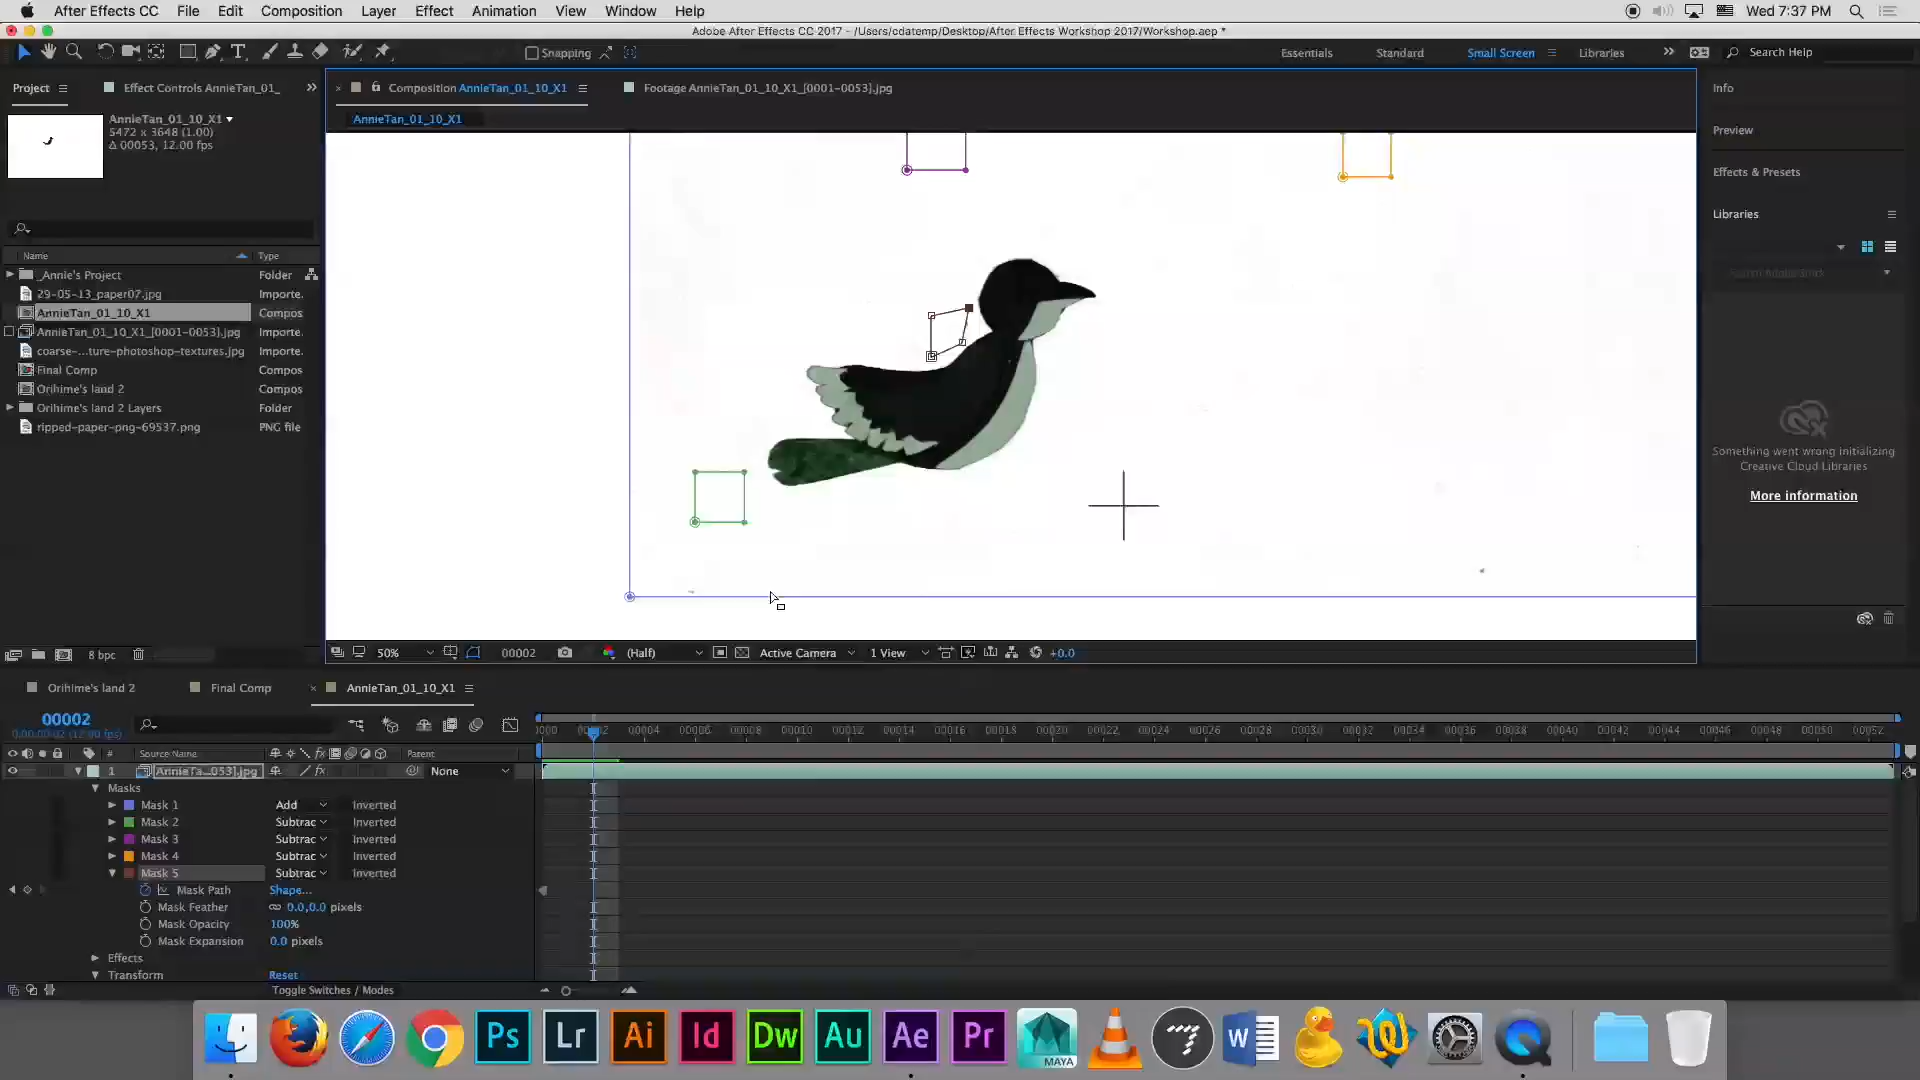 After Effects CC File Edit Composition Layer Effect Animation View Window Help Wed 7:37 PM
Adobe After Effects CC 2017 - /Users/cdatemp/Desktop/After Effects Workshop 2017/Workshop.aep *
Snapping Essentials Standard Small Screen Libraries Search Help
Project Effect Controls AnnieTan_01_ Composition AnnieTan_01_10_X1 Footage AnnieTan_01_10_X1_[0001-0053].jpg Info
AnnieTan_01_10_X1
5472 x 3648 (1.00)
Δ 00053, 12.00 fps
AnnieTan_01_10_X1
Preview
Effects & Presets
Libraries
Name Type
_Annie's Project Folder
29-05-13_paper07.jpg Importe.
AnnieTan_01_10_X1 Compos
AnnieTan_01_10_X1_[0001-0053].jpg Importe.
coarse-...ture-photoshop-textures.jpg Importe.
Final Comp Compos
Orihime's land 2 Compos
Orihime's land 2 Layers Folder
ripped-paper-png-69537.png PNG file
Something went wrong initializing
Creative Cloud Libraries
More information
8 bpc 50% 00002 (Half) Active Camera 1 View +0.0
Orihime's land 2 Final Comp AnnieTan_01_10_X1
00002
0:00:00:02 (12.00 fps)
0000 00002 00004 00006 00008 00010 00012 00014 00016 00018 00020 00022 00024 00026 00028 00030 00032 00034 00036 00038 00040 00042 00044 00046 00048 00050 00052
# Source Name Parent
1 AnnieTa...053].jpg None
Masks
Mask 1 Add Inverted
Mask 2 Subtrac Inverted
Mask 3 Subtrac Inverted
Mask 4 Subtrac Inverted
Mask 5 Subtrac Inverted
Mask Path Shape...
Mask Feather 0.0,0.0 pixels
Mask Opacity 100%
Mask Expansion 0.0 pixels
Effects
Transform Reset
Toggle Switches / Modes
Ps Lr Ai Id Dw Au Ae Pr MAYA W